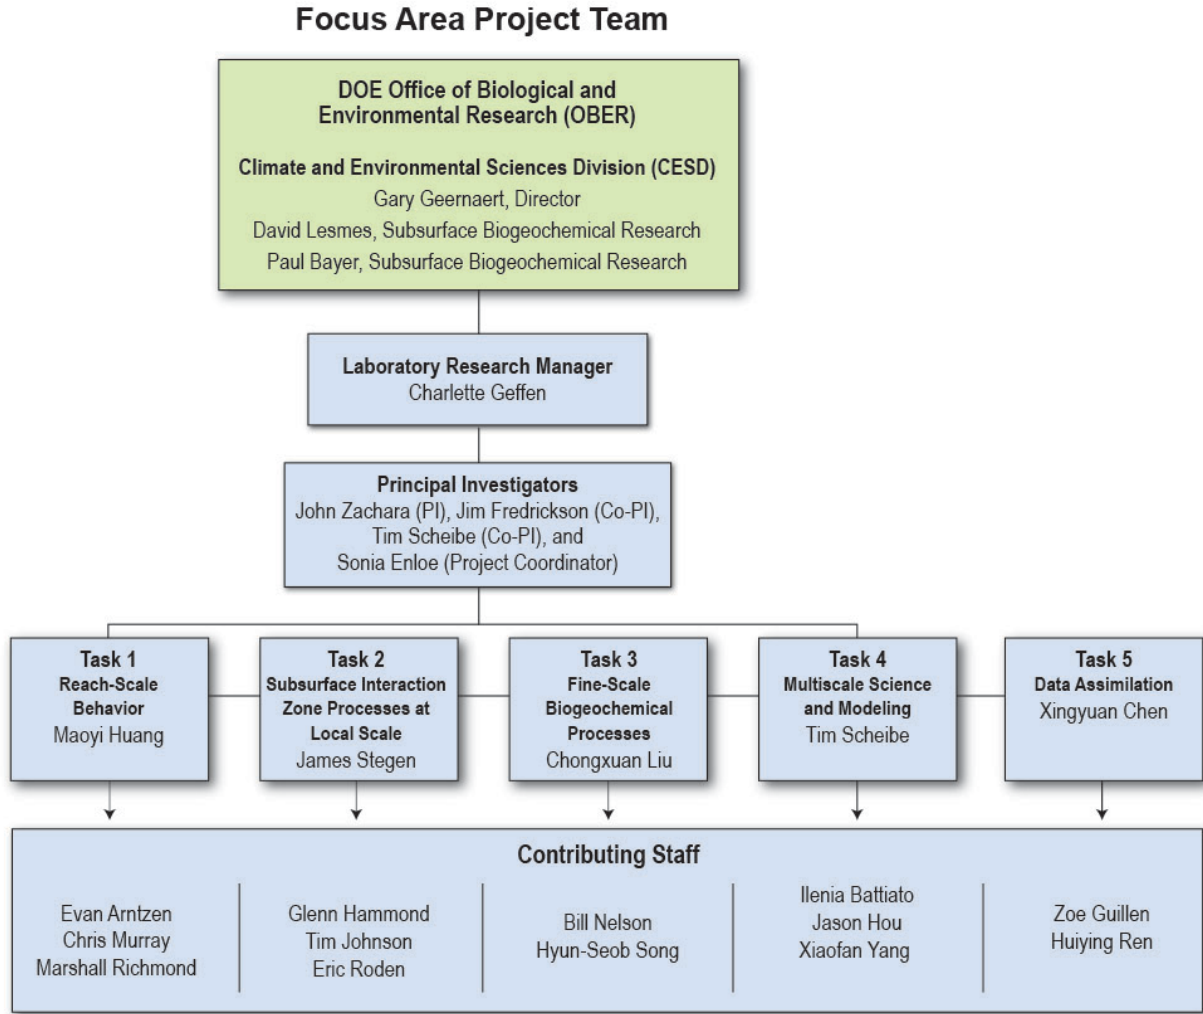 Focus Area Project Team
DOE Office of Biological and
Environmental Research (OBER)
Climate and Environmental Sciences Division (CESD)
Gary Geernaert, Director
David Lesmes, Subsurface Biogeochemical Research
Paul Bayer, Subsurface Biogeochemical Research
Laboratory Research Manager
Charlette Geffen
Principal Investigators
John Zachara (PI), Jim Fredrickson (Co-PI),
Tim Scheibe (Co-PI), and
Sonia Enloe (Project Coordinator)
Task 1
Reach-Scale
Behavior
Maoyi Huang
Task 2
Subsurface Interaction
Zone Processes at
Local Scale
James Stegen
Task 3
Fine-Scale
Biogeochemical
Processes
Chongxuan Liu
Task 4
Multiscale Science
and Modeling
Tim Scheibe
Task 5
Data Assimilation
Xingyuan Chen
Contributing Staff
Evan Arntzen
Chris Murray
Marshall Richmond
Glenn Hammond
Tim Johnson
Eric Roden
Bill Nelson
Hyun-Seob Song
Ilenia Battiato
Jason Hou
Xiaofan Yang
Zoe Guillen
Huiying Ren